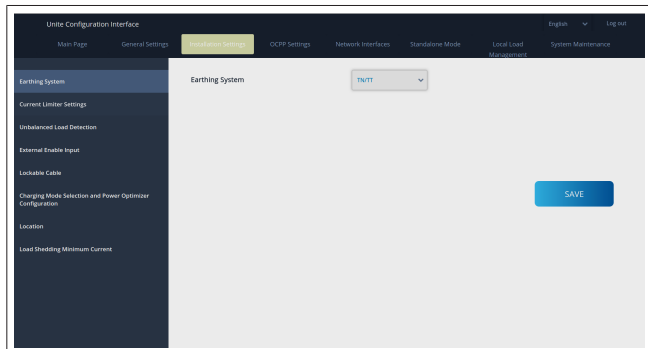 Unite Configuration Interface
English
Log out
Main Page
General Settings
Installation Settings
OCPP Settings
Network Interfaces
Standalone Mode
Local Load
Management
System Maintenance
Earthing System
Current Limiter Settings
Unbalanced Load Detection
External Enable Input
Lockable Cable
Charging Mode Selection and Power Optimizer
Configuration
Location
Load Shedding Minimum Current
Earthing System
TN/TT
SAVE